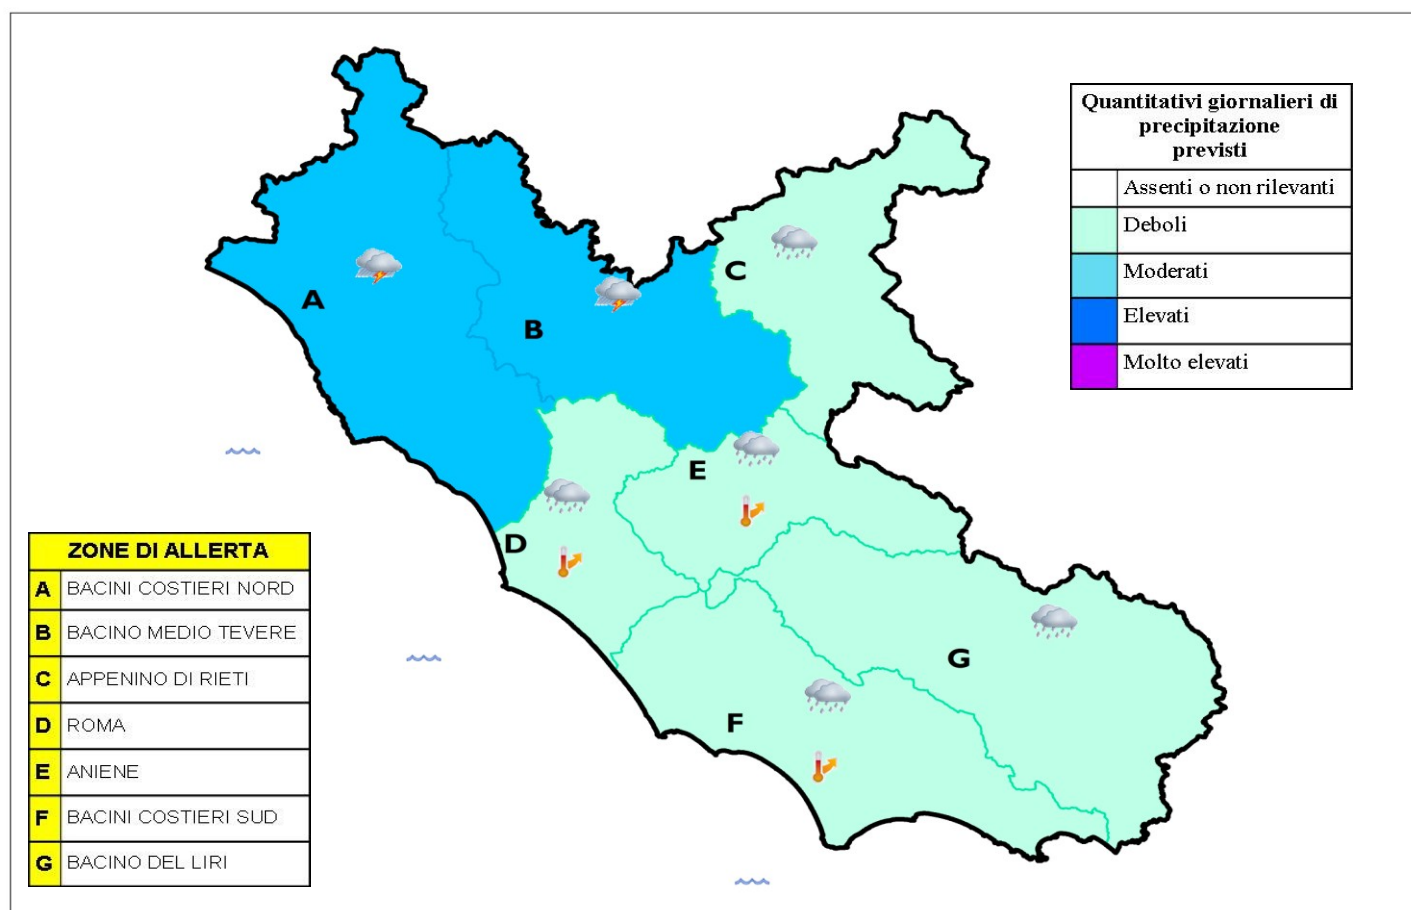 Quantitativi giornalieri di
precipitazione
previsti
Assenti o non rilevanti
Deboli
Moderati
Elevati
Molto elevati
A
B
C
D
E
F
G
ZONE DI ALLERTA
A BACINI COSTIERI NORD
B BACINO MEDIO TEVERE
C APPENINO DI RIETI
D ROMA
E ANIENE
F BACINI COSTIERI SUD
G BACINO DEL LIRI